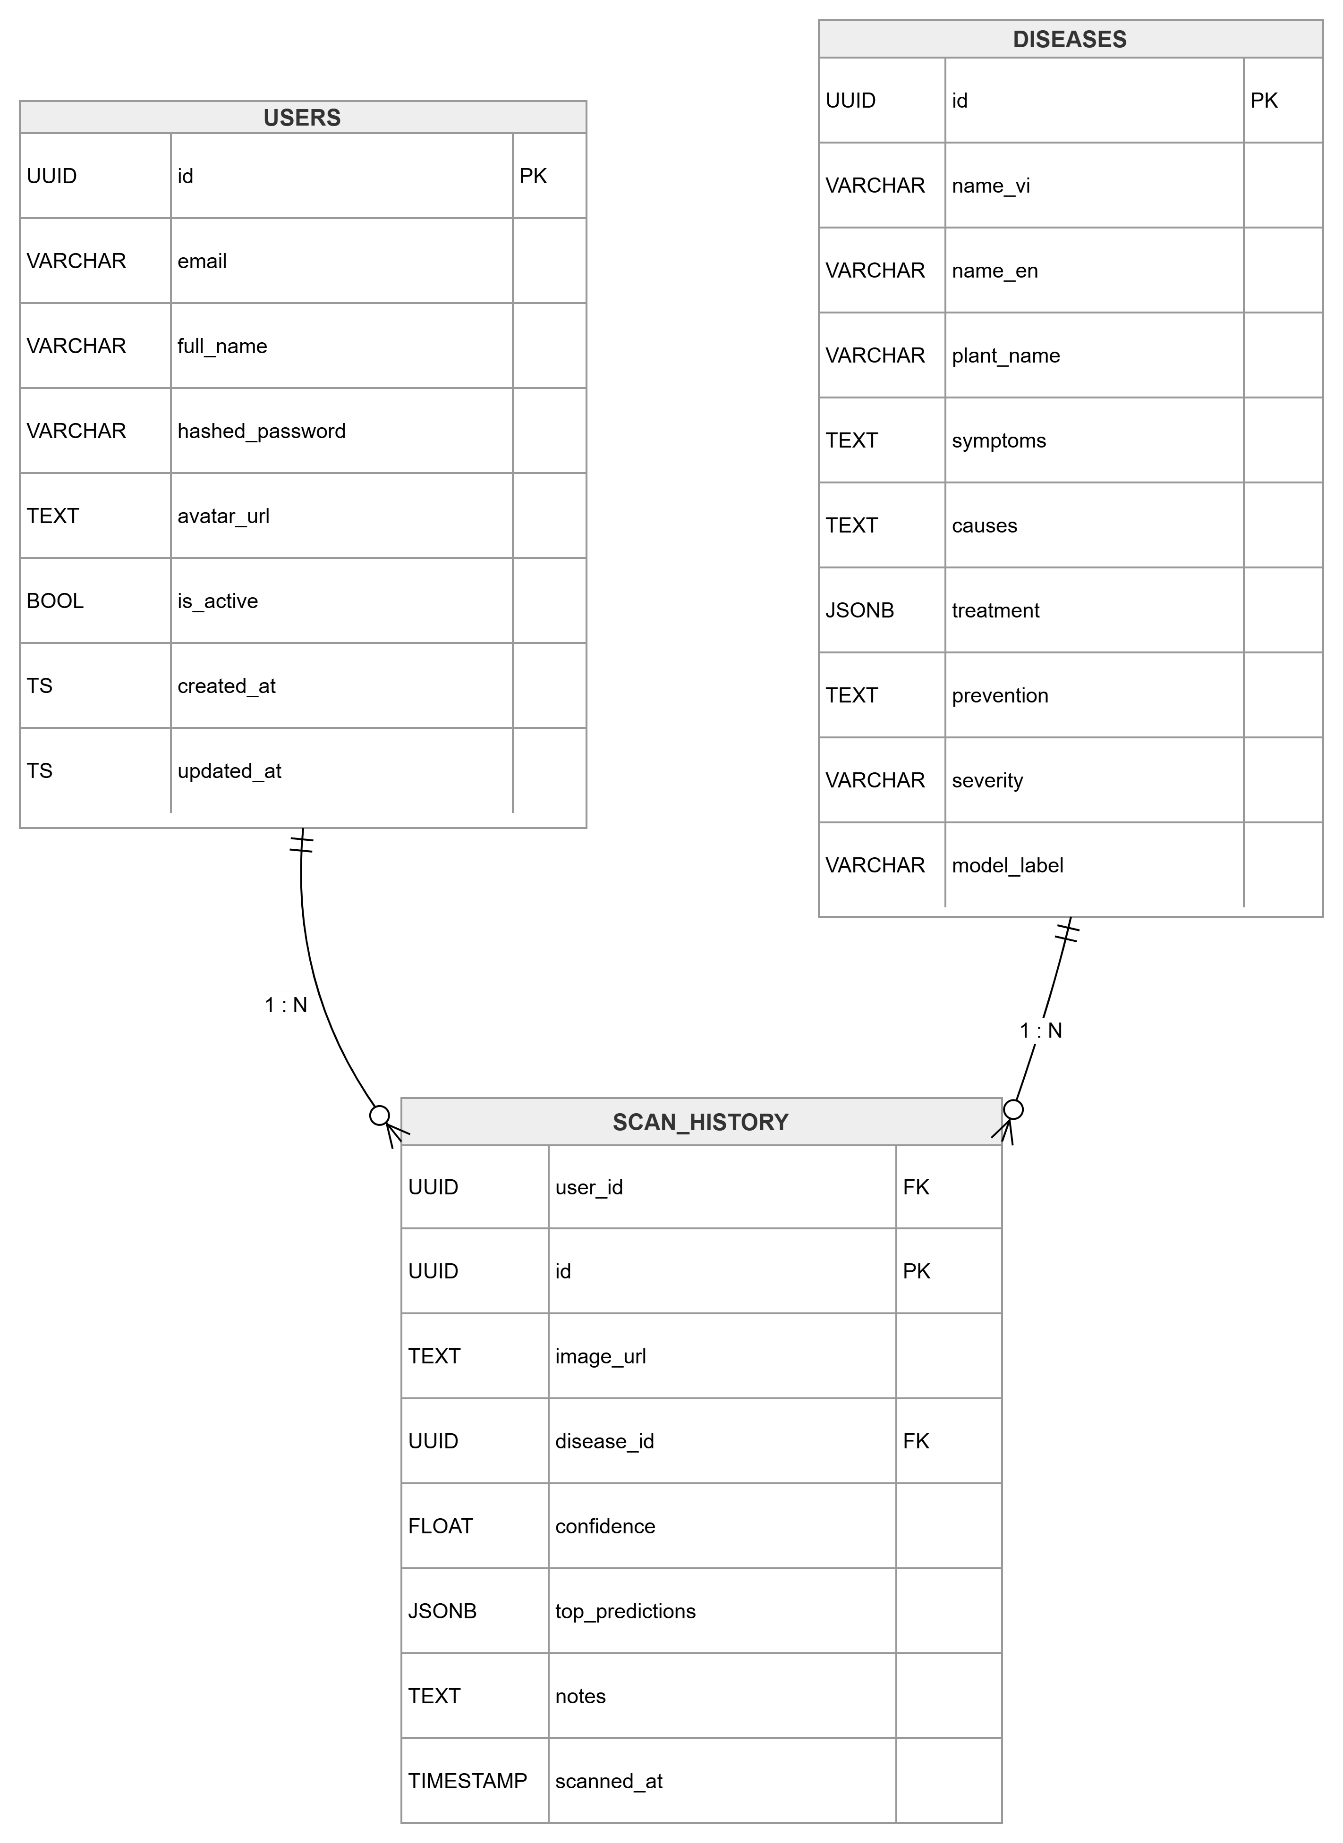 USERS
UUID id PK
VARCHAR email
VARCHAR full_name
VARCHAR hashed_password
TEXT avatar_url
BOOL is_active
TS created_at
TS updated_at
DISEASES
UUID id PK
VARCHAR name_vi
VARCHAR name_en
VARCHAR plant_name
TEXT symptoms
TEXT causes
JSONB treatment
TEXT prevention
VARCHAR severity
VARCHAR model_label
1 : N
1 : N
SCAN_HISTORY
UUID user_id FK
UUID id PK
TEXT image_url
UUID disease_id FK
FLOAT confidence
JSONB top_predictions
TEXT notes
TIMESTAMP scanned_at